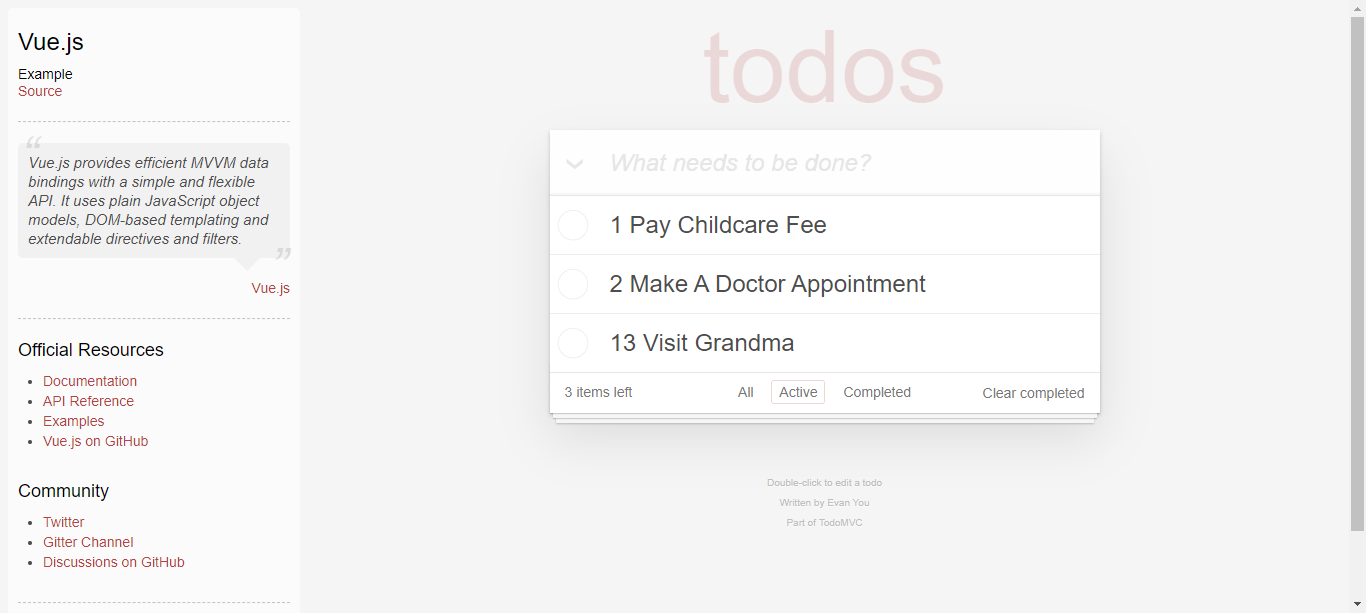 Vue.js
Example
Source
“
Vue.js provides efficient MVVM data
bindings with a simple and flexible
API. It uses plain JavaScript object
models, DOM-based templating and
extendable directives and filters.
”
Vue.js
Official Resources
Documentation
API Reference
Examples
Vue.js on GitHub
Community
Twitter
Gitter Channel
Discussions on GitHub
todos
What needs to be done?
1 Pay Childcare Fee
2 Make A Doctor Appointment
13 Visit Grandma
3 items left All Active Completed Clear completed
Double-click to edit a todo
Written by Evan You
Part of TodoMVC